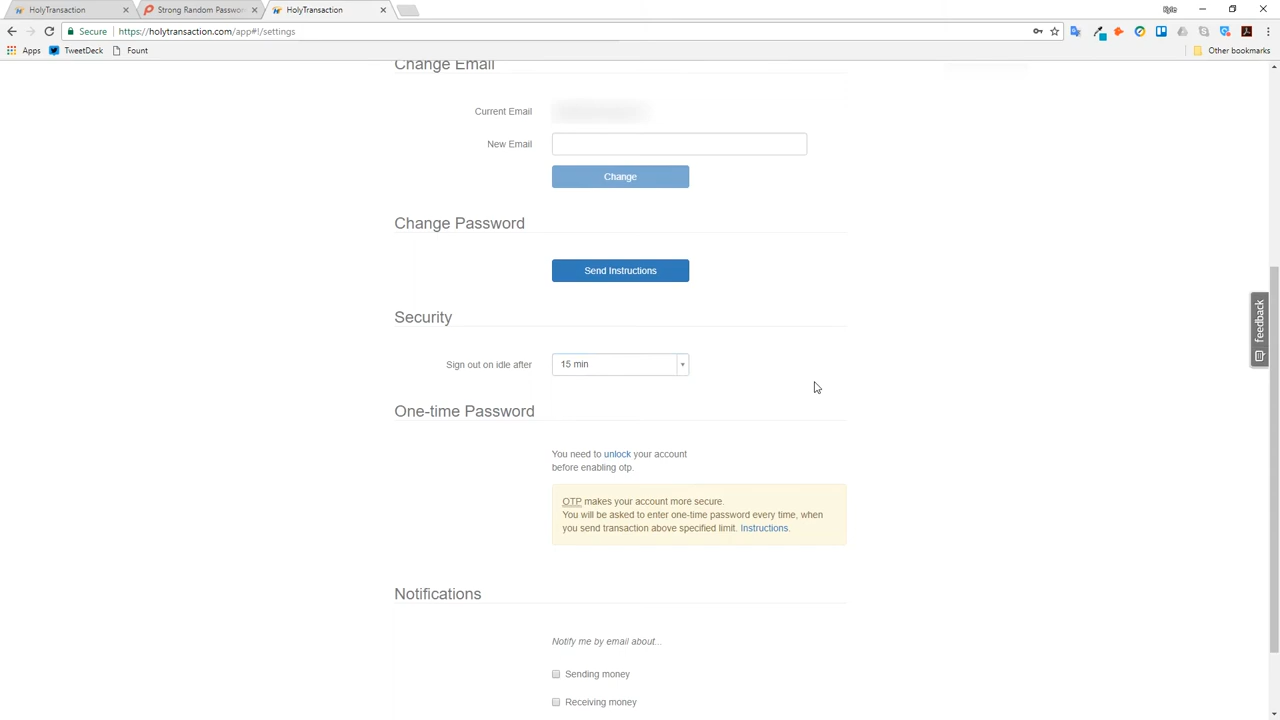 HolyTransaction
Strong Random Passwor
HolyTransaction
Kyle
Secure
https://holytransaction.com/app#!/settings
Apps
TweetDeck
Fount
Other bookmarks
Change Email
Current Email
New Email
Change
Change Password
Send Instructions
Security
Sign out on idle after
15 min
feedback
One-time Password
You need to unlock your account
before enabling otp.
OTP makes your account more secure.
You will be asked to enter one-time password every time, when
you send transaction above specified limit. Instructions.
Notifications
Notify me by email about...
Sending money
Receiving money